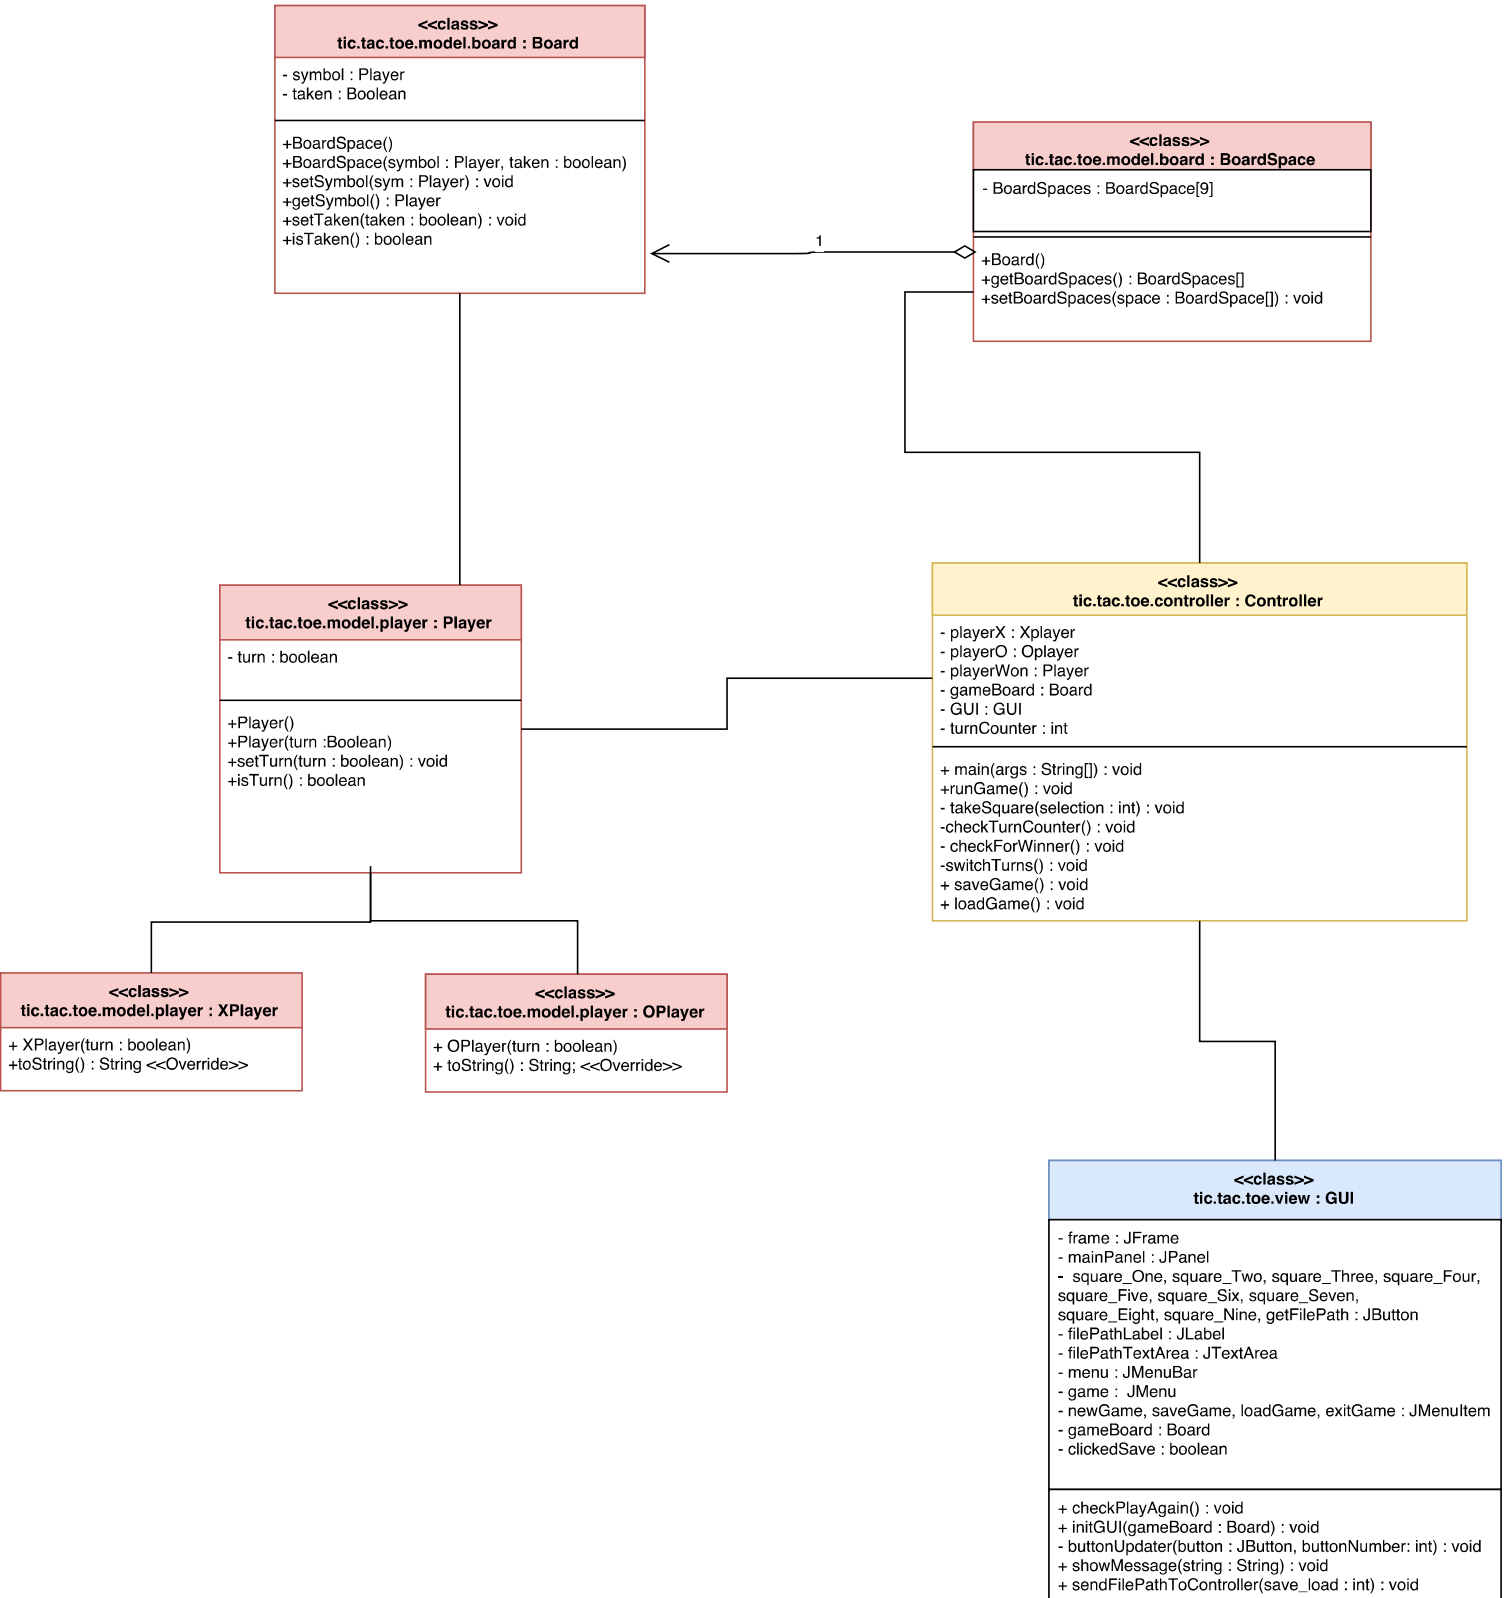 <<class>>
tic.tac.toe.model.board : Board
- symbol : Player
- taken : Boolean
+BoardSpace()
+BoardSpace(symbol : Player, taken : boolean)
+setSymbol(sym : Player) : void
+getSymbol() : Player
+setTaken(taken : boolean) : void
+isTaken() : boolean
<<class>>
tic.tac.toe.model.board : BoardSpace
- BoardSpaces : BoardSpace[9]
+Board()
+getBoardSpaces() : BoardSpaces[]
+setBoardSpaces(space : BoardSpace[]) : void
1
<<class>>
tic.tac.toe.model.player : Player
- turn : boolean
+Player()
+Player(turn :Boolean)
+setTurn(turn : boolean) : void
+isTurn() : boolean
<<class>>
tic.tac.toe.controller : Controller
- playerX : Xplayer
- playerO : Oplayer
- playerWon : Player
- gameBoard : Board
- GUI : GUI
- turnCounter : int
+ main(args : String[]) : void
+runGame() : void
- takeSquare(selection : int) : void
-checkTurnCounter() : void
- checkForWinner() : void
-switchTurns() : void
+ saveGame() : void
+ loadGame() : void
<<class>>
tic.tac.toe.model.player : XPlayer
+ XPlayer(turn : boolean)
+toString() : String <<Override>>
<<class>>
tic.tac.toe.model.player : OPlayer
+ OPlayer(turn : boolean)
+ toString() : String; <<Override>>
<<class>>
tic.tac.toe.view : GUI
- frame : JFrame
- mainPanel : JPanel
- square_One, square_Two, square_Three, square_Four,
square_Five, square_Six, square_Seven,
square_Eight, square_Nine, getFilePath : JButton
- filePathLabel : JLabel
- filePathTextArea : JTextArea
- menu : JMenuBar
- game : JMenu
- newGame, saveGame, loadGame, exitGame : JMenuItem
- gameBoard : Board
- clickedSave : boolean
+ checkPlayAgain() : void
+ initGUI(gameBoard : Board) : void
- buttonUpdater(button : JButton, buttonNumber: int) : void
+ showMessage(string : String) : void
+ sendFilePathToController(save_load : int) : void